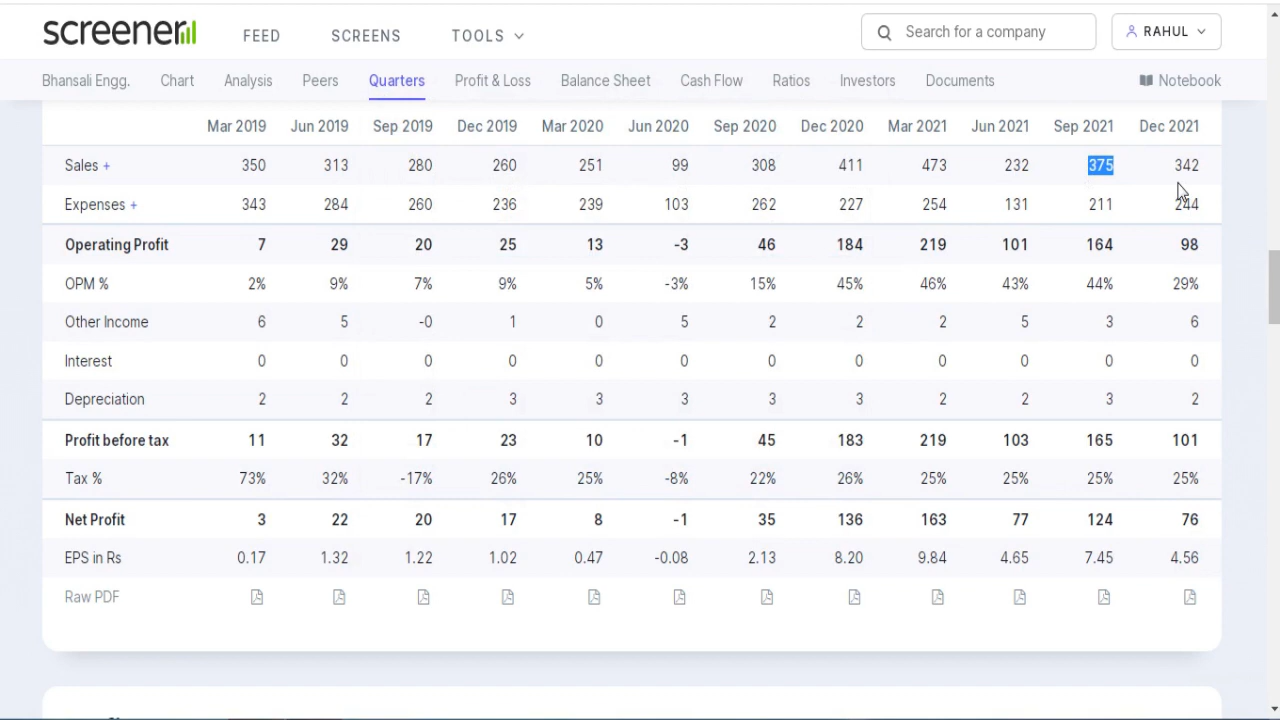 screener FEED SCREENS TOOLS Search for a company RAHUL
Bhansali Engg. Chart Analysis Peers Quarters Profit & Loss Balance Sheet Cash Flow Ratios Investors Documents Notebook
Mar 2019 Jun 2019 Sep 2019 Dec 2019 Mar 2020 Jun 2020 Sep 2020 Dec 2020 Mar 2021 Jun 2021 Sep 2021 Dec 2021
Sales + 350 313 280 260 251 99 308 411 473 232 375 342
Expenses + 343 284 260 236 239 103 262 227 254 131 211 244
Operating Profit 7 29 20 25 13 -3 46 184 219 101 164 98
OPM % 2% 9% 7% 9% 5% -3% 15% 45% 46% 43% 44% 29%
Other Income 6 5 -0 1 0 5 2 2 2 5 3 6
Interest 0 0 0 0 0 0 0 0 0 0 0 0
Depreciation 2 2 2 3 3 3 3 3 2 2 3 2
Profit before tax 11 32 17 23 10 -1 45 183 219 103 165 101
Tax % 73% 32% -17% 26% 25% -8% 22% 26% 25% 25% 25% 25%
Net Profit 3 22 20 17 8 -1 35 136 163 77 124 76
EPS in Rs 0.17 1.32 1.22 1.02 0.47 -0.08 2.13 8.20 9.84 4.65 7.45 4.56
Raw PDF